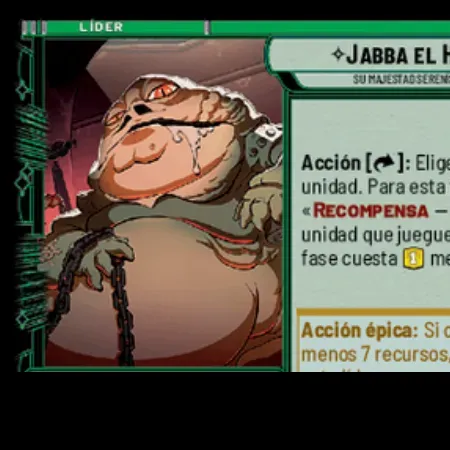 LÍDER
✧JABBA EL
SU MAJESTAD SERENÍ
Acción [↷]: Elige
unidad. Para esta
«RECOMPENSA —
unidad que juegue
fase cuesta 1 me
Acción épica: Si
menos 7 recursos,